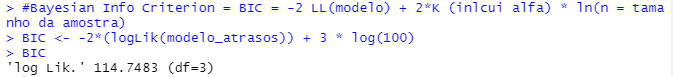 > #Bayesian Info Criterion = BIC = -2 LL(modelo) + 2*K (inlcui alfa) * ln(n = tama
nho da amostra)
> BIC <- -2*(logLik(modelo_atrasos)) + 3 * log(100)
> BIC
'log Lik.' 114.7483 (df=3)